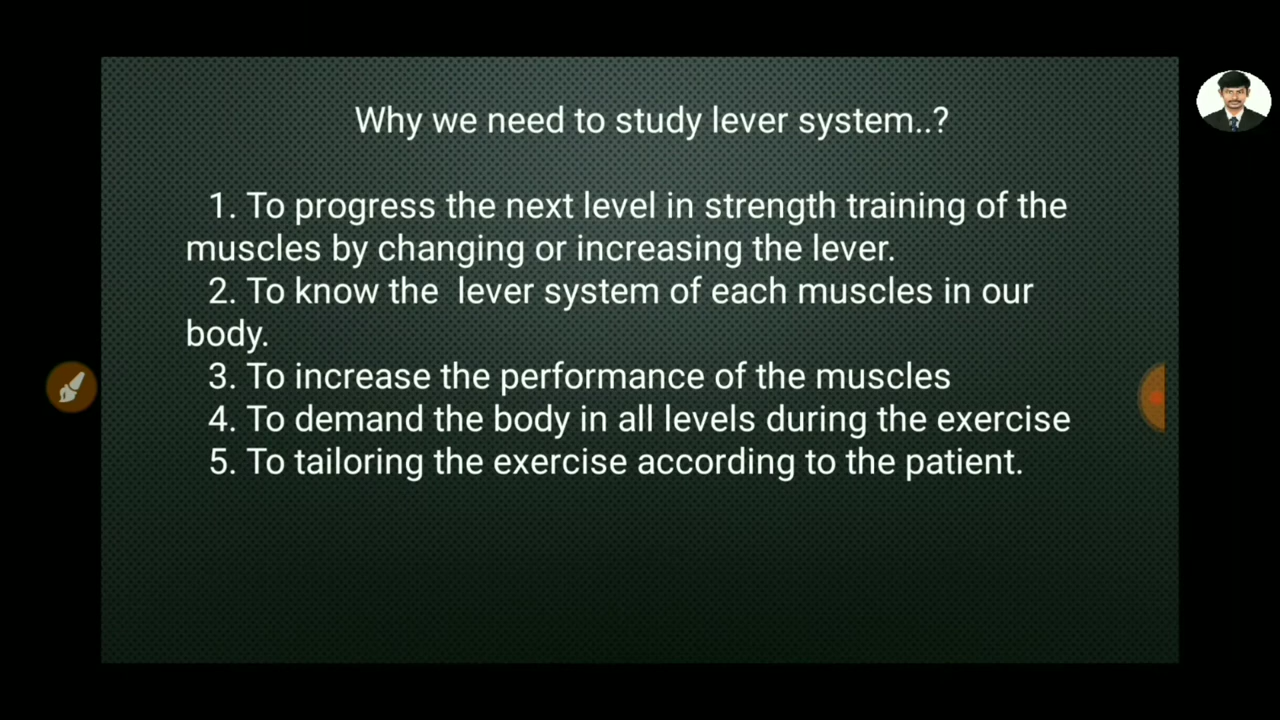 Why we need to study lever system..?
1. To progress the next level in strength training of the
muscles by changing or increasing the lever.
2. To know the  lever system of each muscles in our
body.
3. To increase the performance of the muscles
4. To demand the body in all levels during the exercise
5. To tailoring the exercise according to the patient.